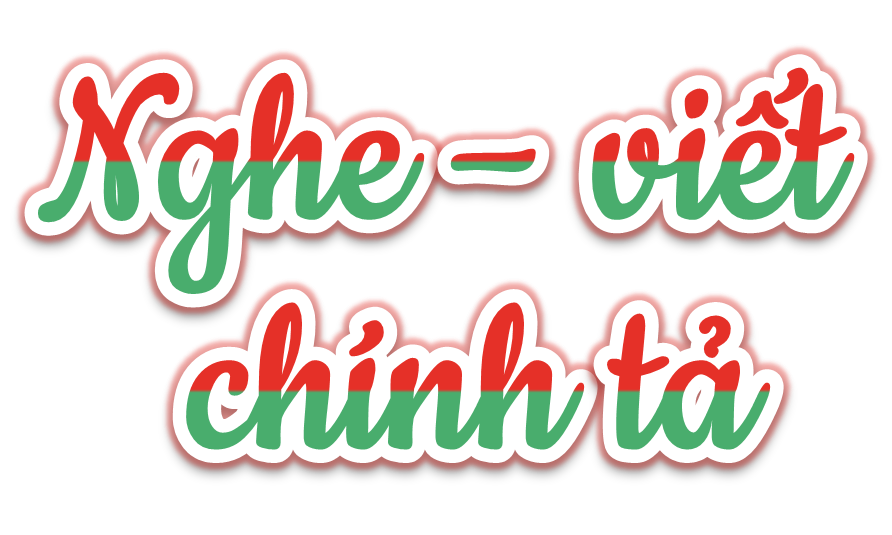 Nghe – viết
chính tả